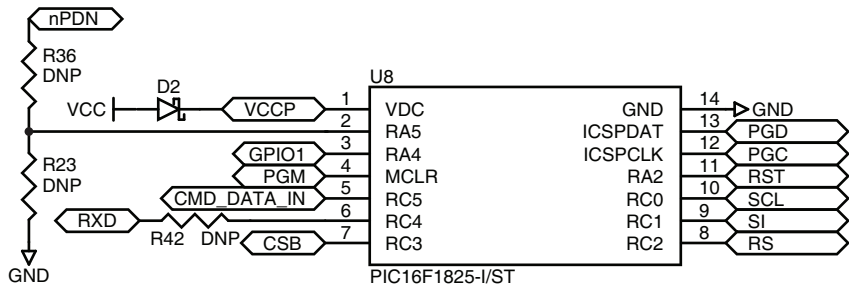 nPDN
R36
DNP
D2
VCC
VCCP
U8
1 VDC
2 RA5
3 RA4
4 MCLR
5 RC5
6 RC4
7 RC3
GND 14 GND
ICSPDAT 13 PGD
ICSPCLK 12 PGC
RA2 11 RST
RC0 10 SCL
RC1 9 SI
RC2 8 RS
GPIO1
PGM
CMD_DATA_IN
R23
DNP
RXD
R42 DNP
CSB
GND
PIC16F1825-I/ST